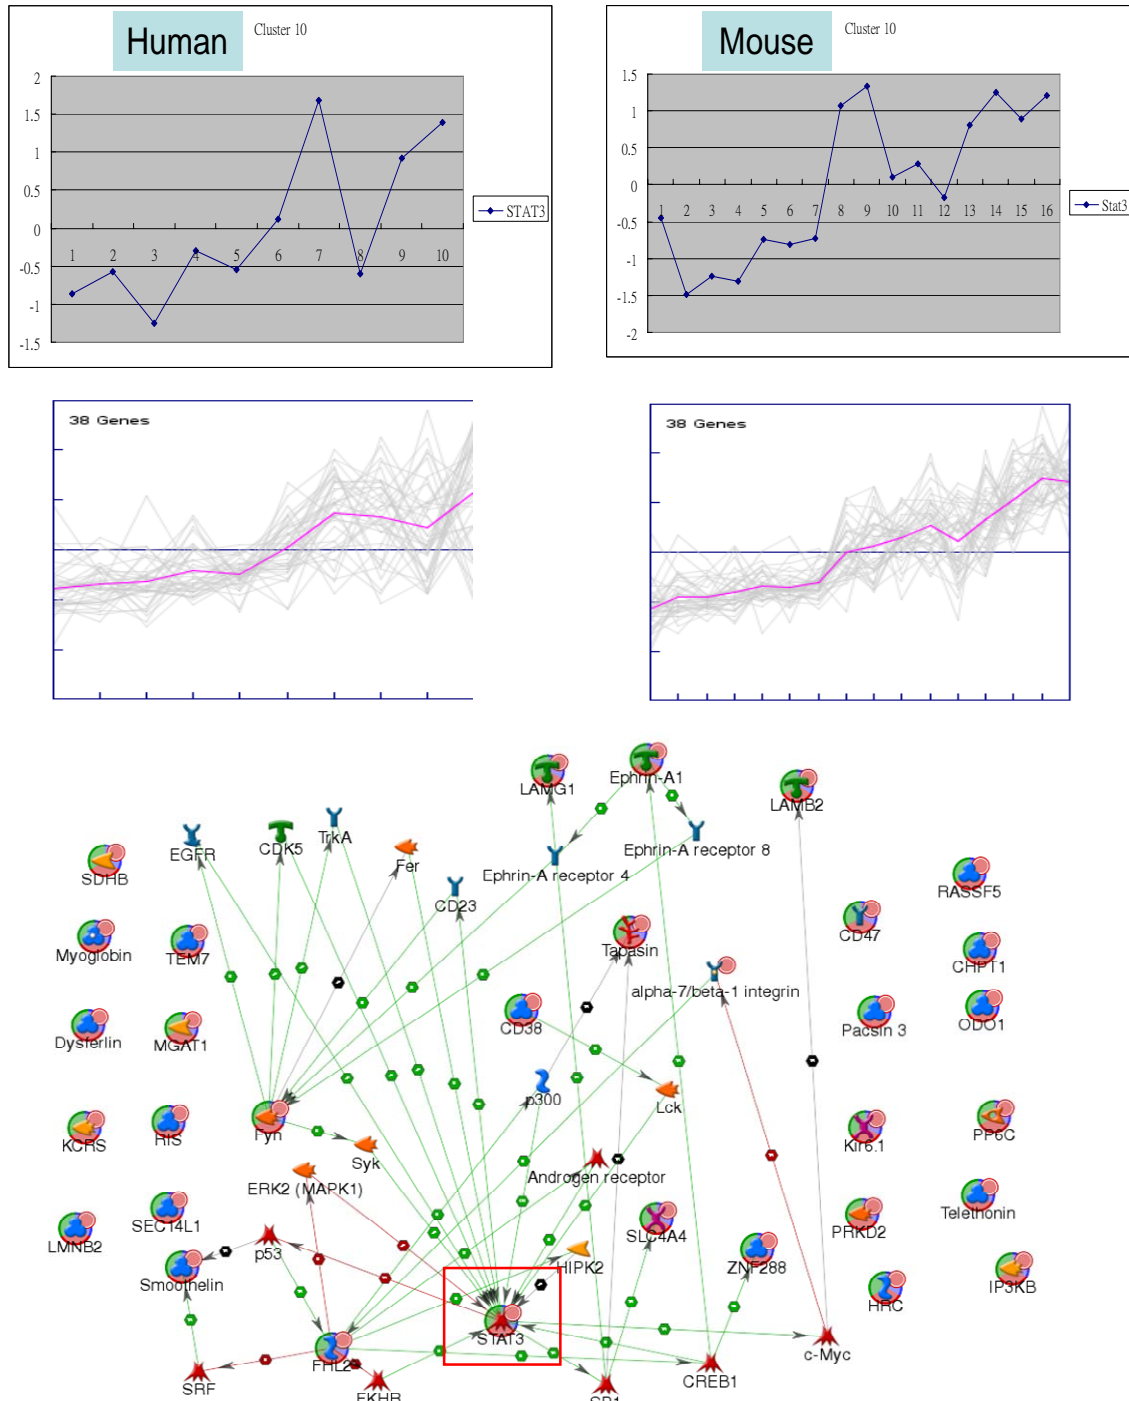 Human
Cluster 10
2
1.5
1
0.5
0
-0.5
-1
-1.5
1 2 3 4 5 6 7 8 9 10
STAT3
Mouse
Cluster 10
1.5
1
0.5
0
-0.5
-1
-1.5
-2
1 2 3 4 5 6 7 8 9 10 11 12 13 14 15 16
Stat3
38 Genes
38 Genes
LAMG1
Ephrin-A1
LAMB2
EGFR
CDK5
TrkA
Fer
Ephrin-A receptor 8
Ephrin-A receptor 4
SDHB
CD23
RASSF5
Myoglobin
TEM7
Tapasin
CD47
CHPT1
alpha-7/beta-1 integrin
Dysferlin
MGAT1
CD38
Pacsin 3
ODO1
p300
Lck
KCRS
RIS
Fyn
Syk
Kir6.1
PP6C
ERK2 (MAPK1)
Androgen receptor
LMNB2
SEC14L1
p53
SLC4A4
PRKD2
Telethonin
Smoothelin
HIPK2
ZNF288
HRC
IP3KB
STAT3
c-Myc
FHL2
SRF
FKHR
SP1
CREB1